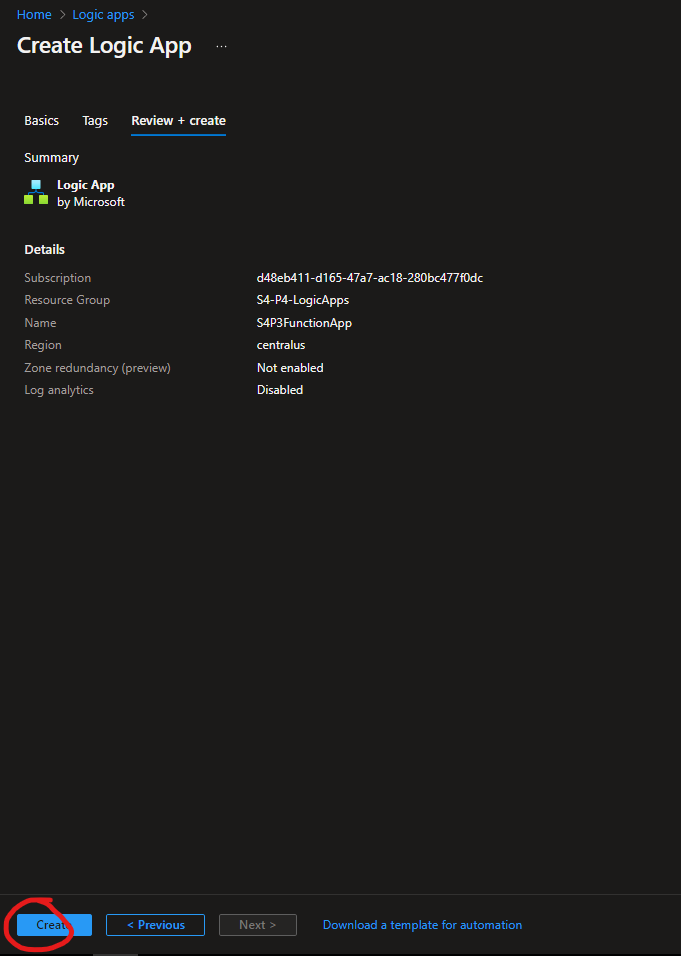 Home > Logic apps >
Create Logic App ...
Basics Tags Review + create
Summary
Logic App
by Microsoft
Details
Subscription d48eb411-d165-47a7-ac18-280bc477f0dc
Resource Group S4-P4-LogicApps
Name S4P3FunctionApp
Region centralus
Zone redundancy (preview) Not enabled
Log analytics Disabled
Create < Previous Next > Download a template for automation